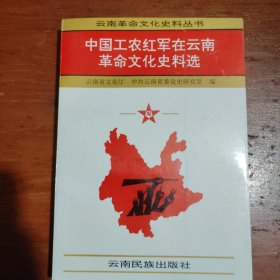 云南革命文化史料丛书
中国工农红军在云南
革命文化史料选
云南省文化厅 中共云南省委党史研究室 编
云南民族出版社